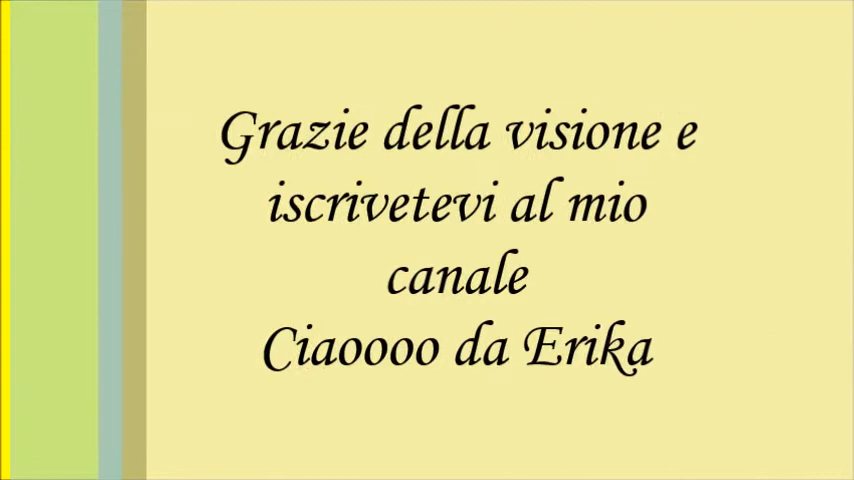 Grazie della visione e
iscrivetevi al mio
canale
Ciaoooo da Erika